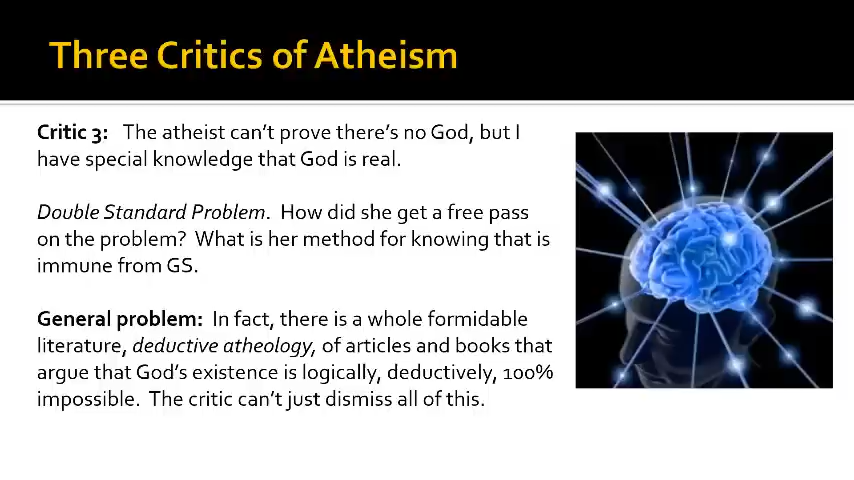 Three Critics of Atheism
Critic 3: The atheist can't prove there's no God, but I
have special knowledge that God is real.
Double Standard Problem. How did she get a free pass
on the problem? What is her method for knowing that is
immune from GS.
General problem: In fact, there is a whole formidable
literature, deductive atheology, of articles and books that
argue that God's existence is logically, deductively, 100%
impossible. The critic can't just dismiss all of this.